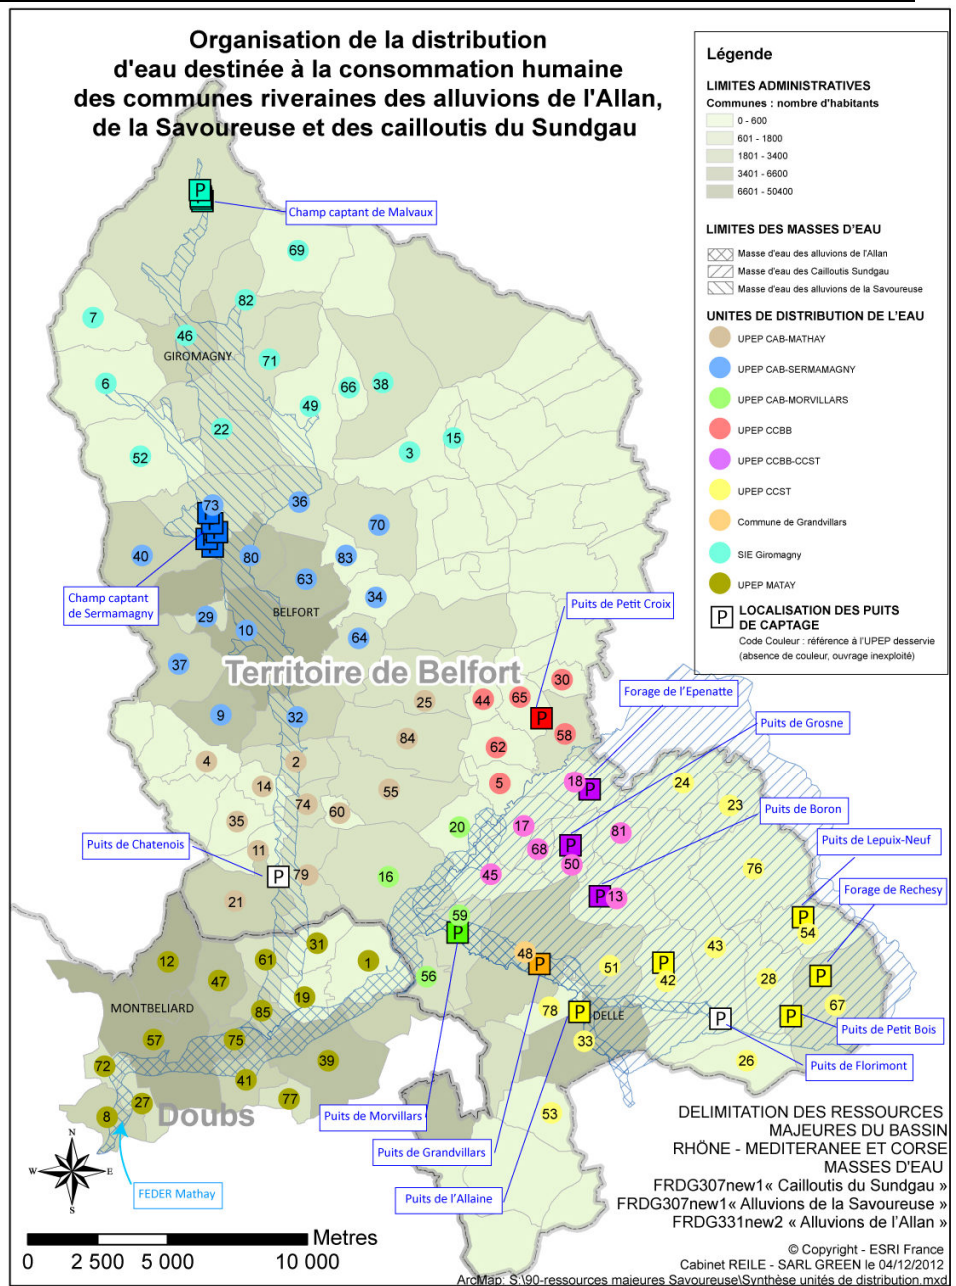 Organisation de la distribution
d'eau destinée à la consommation humaine
des communes riveraines des alluvions de l'Allan,
de la Savoureuse et des cailloutis du Sundgau
Légende
LIMITES ADMINISTRATIVES
Communes : nombre d'habitants
0 - 600
601 - 1800
1801 - 3400
3401 - 6600
6601 - 50400
LIMITES DES MASSES D'EAU
Masse d'eau des alluvions de l'Allan
Masse d'eau des Cailloutis Sundgau
Masse d'eau des alluvions de la Savoureuse
UNITES DE DISTRIBUTION DE L'EAU
UPEP CAB-MATHAY
UPEP CAB-SERMAMAGNY
UPEP CAB-MORVILLARS
UPEP CCBB
UPEP CCBB-CCST
UPEP CCST
Commune de Grandvillars
SIE Giromagny
UPEP MATAY
P LOCALISATION DES PUITS
DE CAPTAGE
Code Couleur : référence à l'UPEP desservie
(absence de couleur, ouvrage inexploité)
P
Champ captant de Malvaux
69
82
7
46
GIROMAGNY
71
6
66
38
49
22
15
3
52
73
36
70
40
80
83
63
Champ captant
de Sermamagny
34
Puits de Petit Croix
29
BELFORT
10
64
37
Territoire de Belfort
30
Forage de l'Epenatte
25
44
65
9
32
P
58
Puits de Grosne
84
62
4
2
18
P
24
14
55
5
74
23
Puits de Boron
35
60
20
17
81
Puits de Chatenois
11
68
P
50
Puits de Lepuix-Neuf
P
79
16
45
76
21
P
13
Forage de Rechesy
59
P
P
54
31
43
12
61
1
48
P
51
P
42
28
P
47
56
19
67
MONTBELIARD
85
78
P
DELLE
P
P
57
75
33
Puits de Petit Bois
72
39
26
Puits de Florimont
41
27
77
8
Doubs
Puits de Morvillars
53
Puits de Grandvillars
FEDER Mathay
Puits de l'Allaine
N
W
E
S
DELIMITATION DES RESSOURCES
MAJEURES DU BASSIN
RHÖNE - MEDITERANEE ET CORSE
MASSES D'EAU
FRDG307new1« Cailloutis du Sundgau »
FRDG307new1« Alluvions de la Savoureuse »
FRDG331new2 « Alluvions de l'Allan »
Metres
0 2 500 5 000 10 000
© Copyright - ESRI France
Cabinet REILE - SARL GREEN le 04/12/2012
ArcMap: S:\90-ressources majeures Savoureuse\Synthèse unités de distribution.mxd